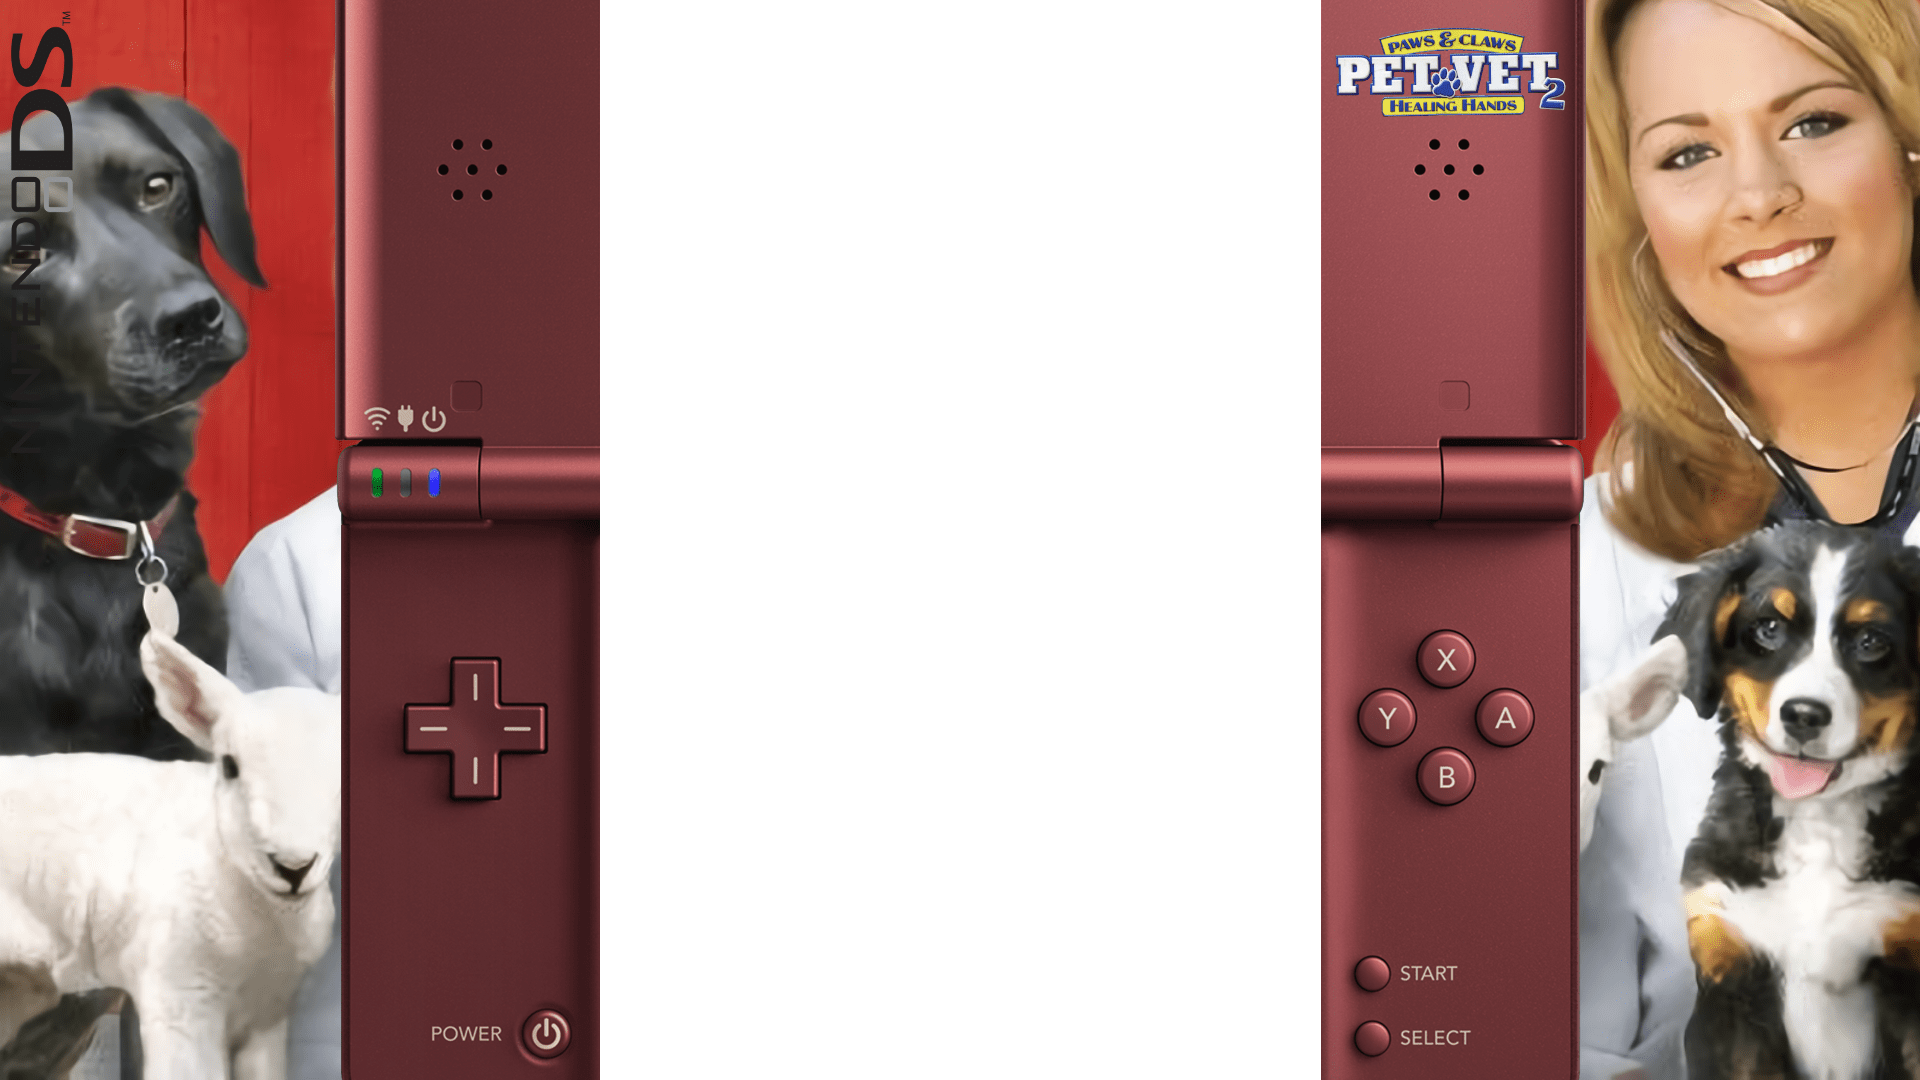 NINTENDO DS™
PAWS & CLAWS
PET VET 2
HEALING HANDS
X
Y
A
B
START
SELECT
POWER